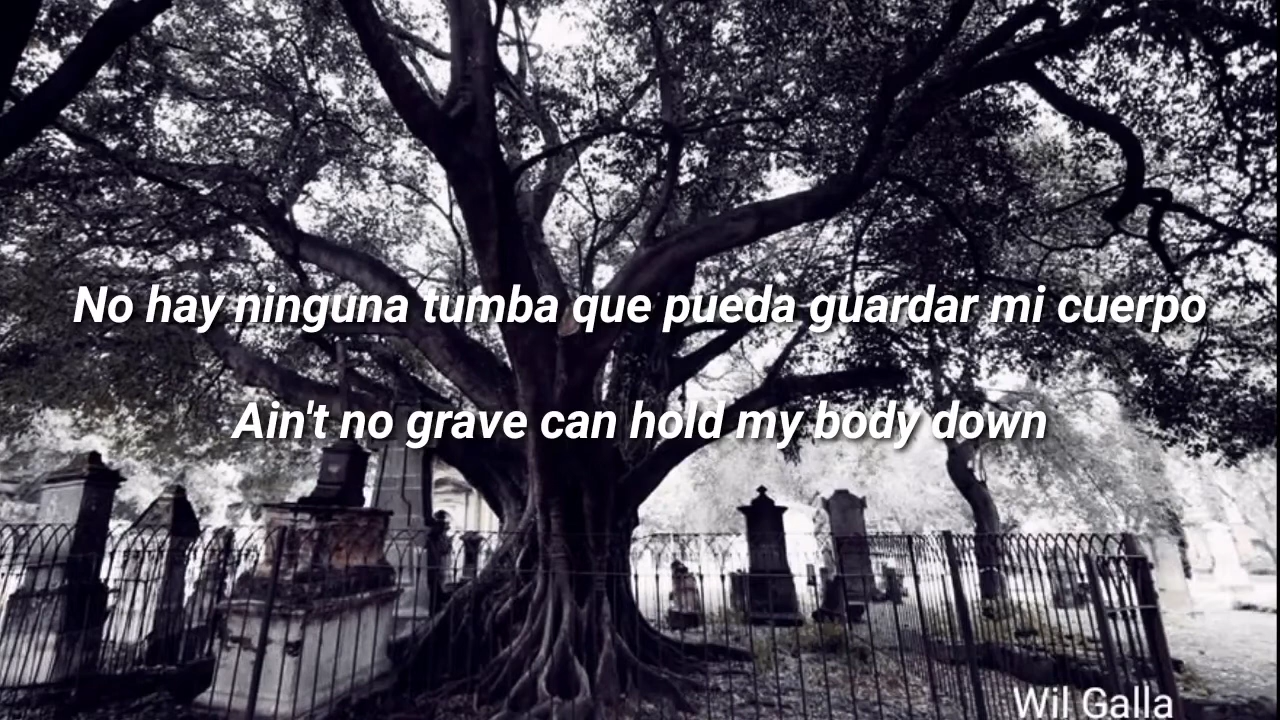 No hay ninguna tumba que pueda guardar mi cuerpo
Ain't no grave can hold my body down
Wil Galla